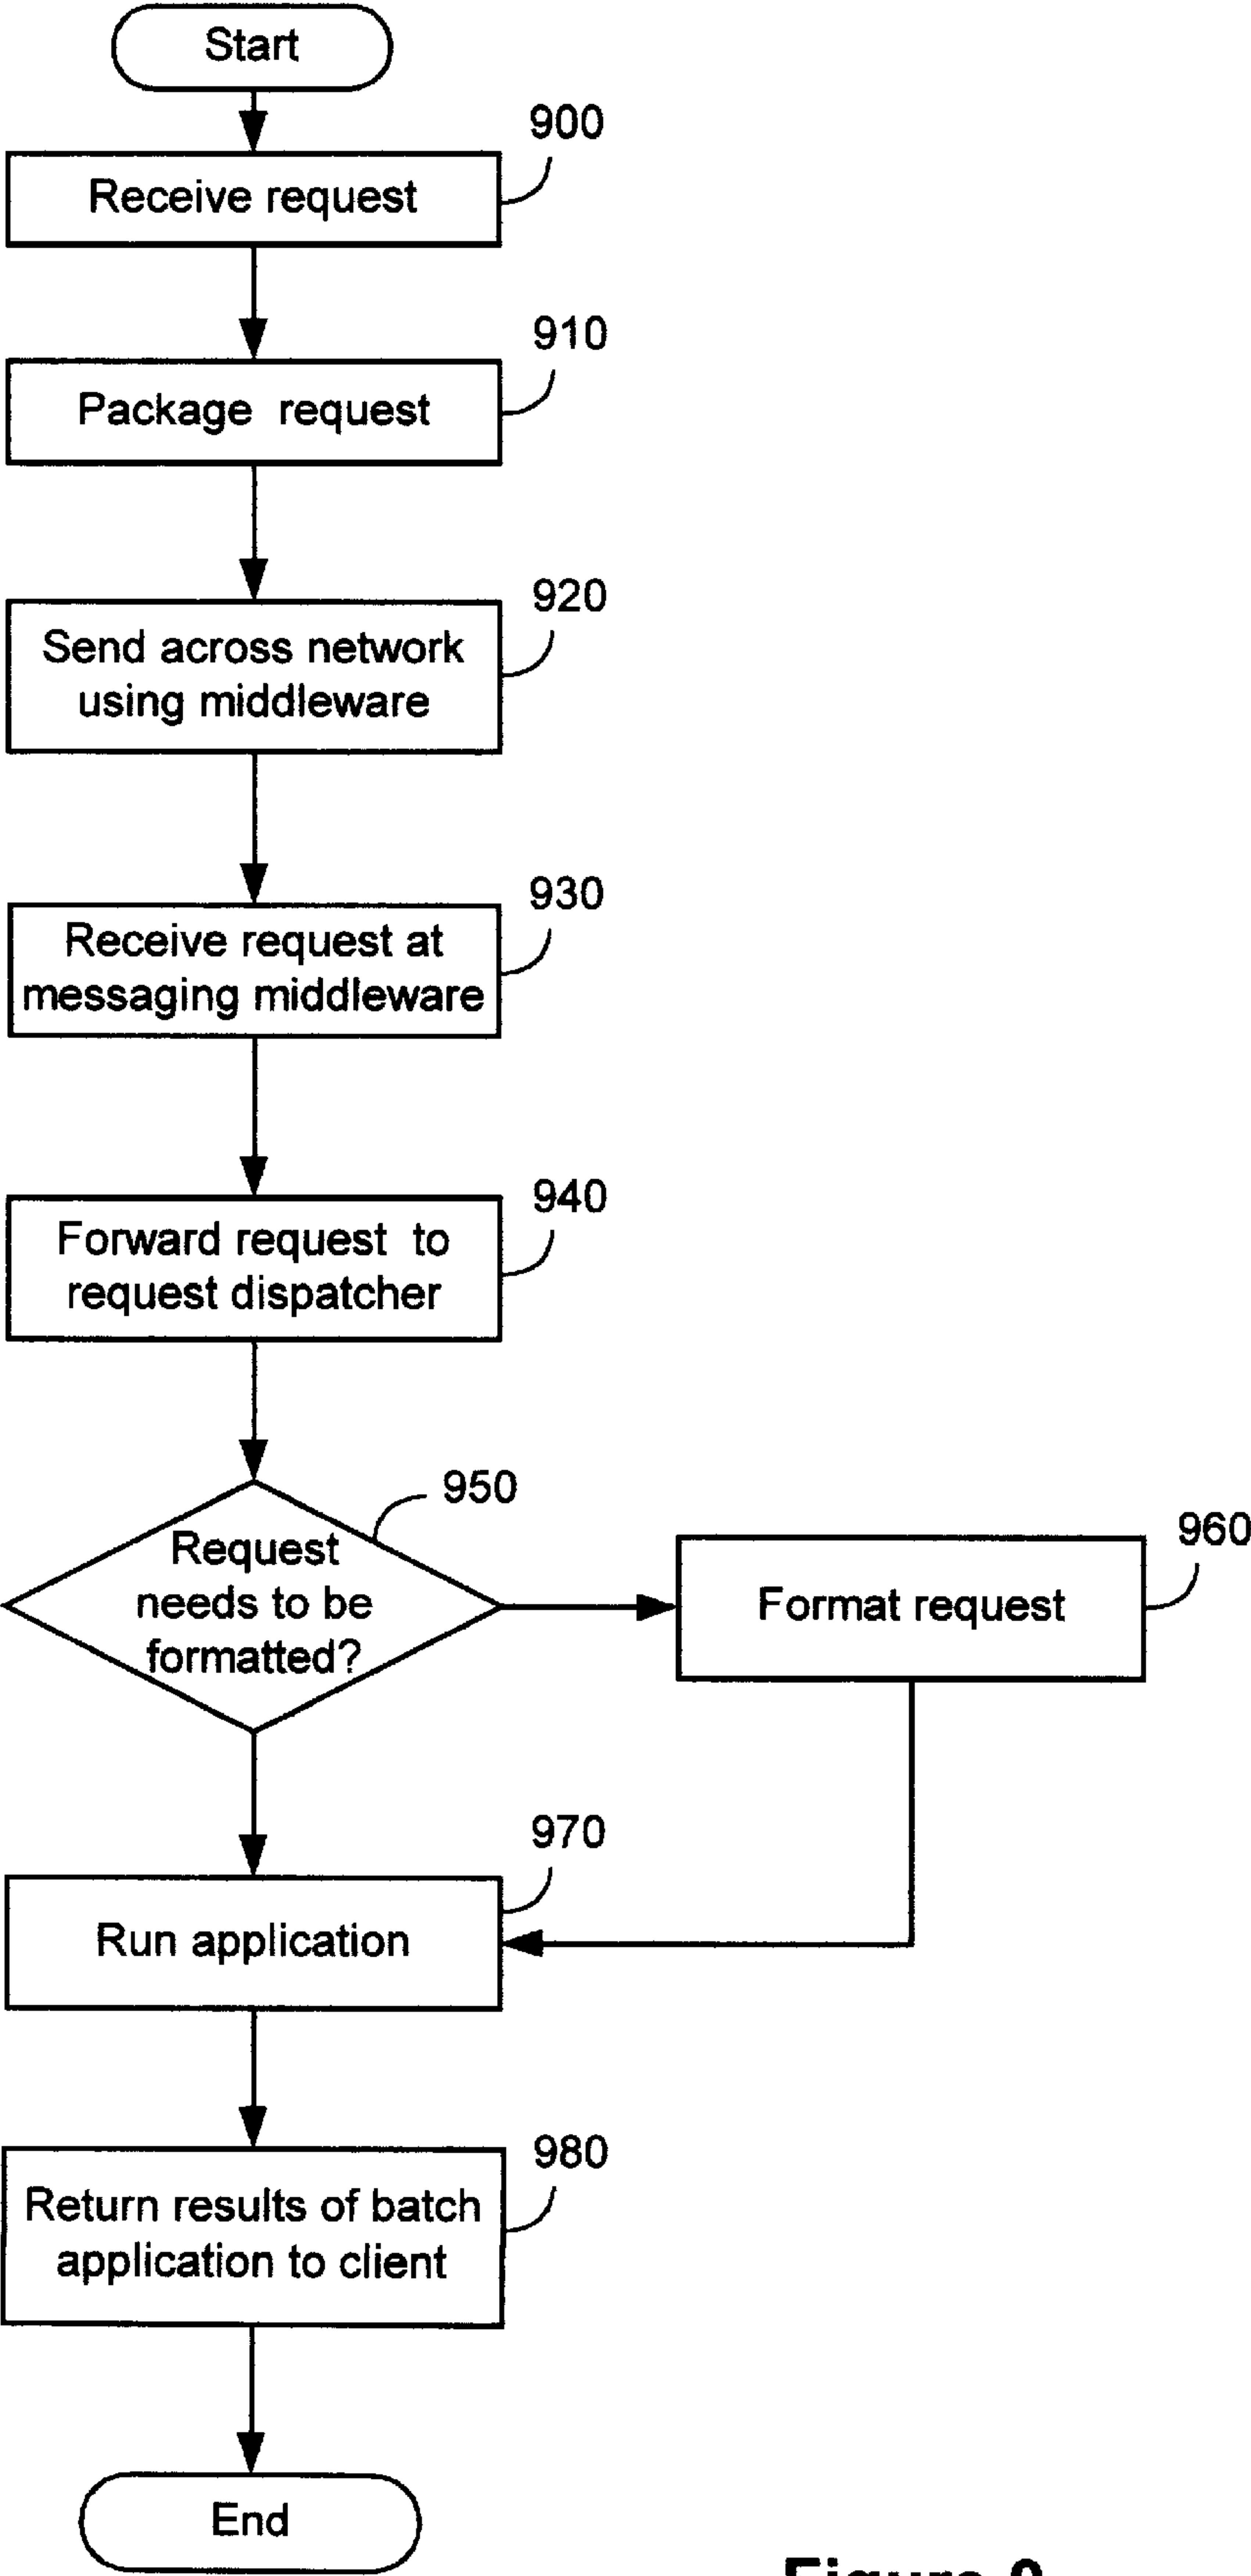 Start
900
Receive request
910
Package request
920
Send across network
using middleware
930
Receive request at
messaging middleware
940
Forward request to
request dispatcher
950
Request
needs to be
formatted?
960
Format request
970
Run application
980
Return results of batch
application to client
End